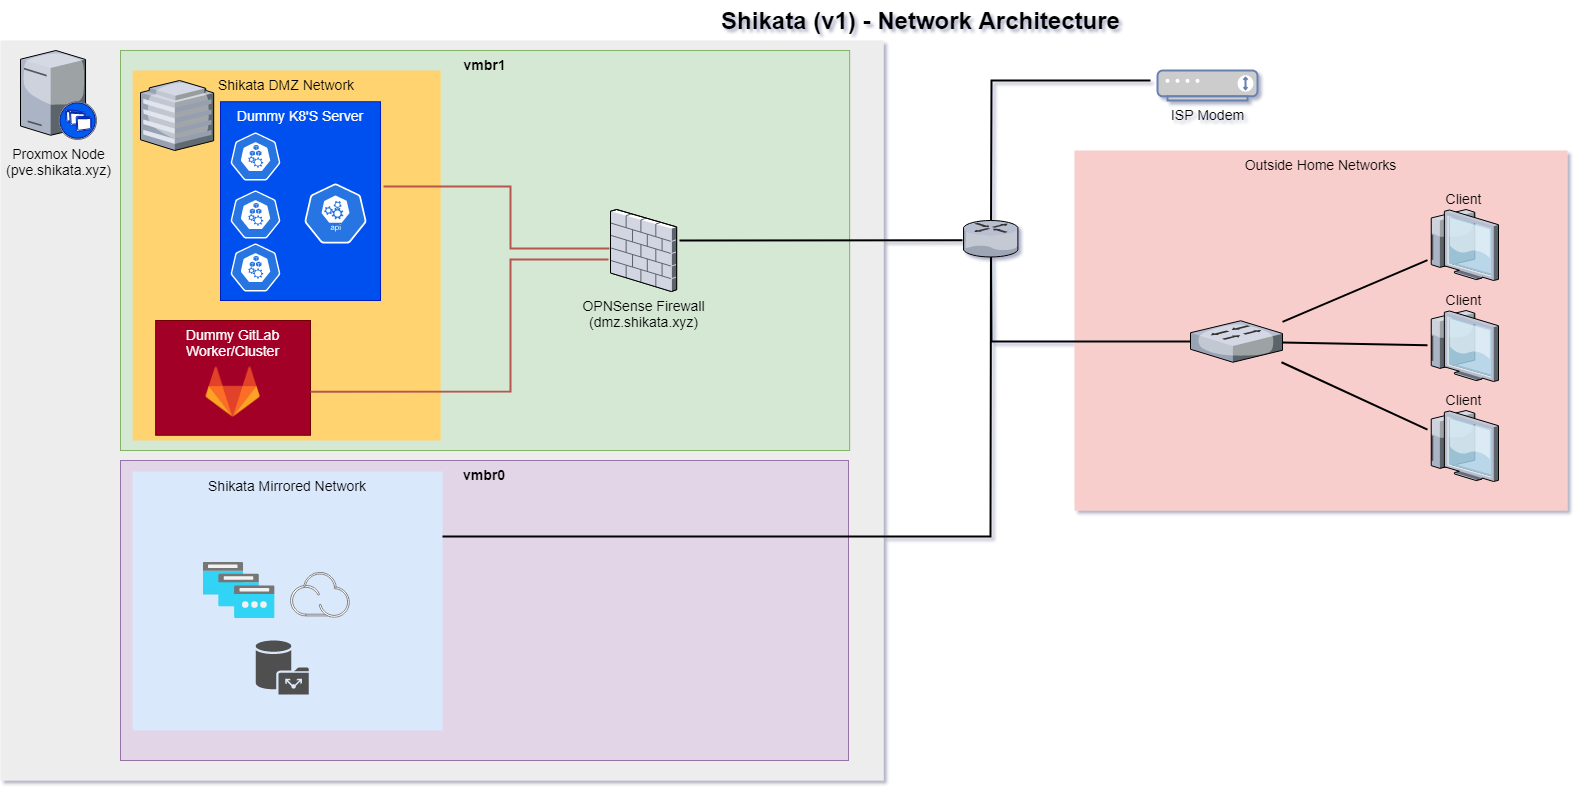 Shikata (v1) - Network Architecture
vmbr1
Shikata DMZ Network
Dummy K8'S Server
api
Proxmox Node
(pve.shikata.xyz)
Dummy GitLab
Worker/Cluster
OPNSense Firewall
(dmz.shikata.xyz)
ISP Modem
Outside Home Networks
Client
Client
Client
vmbr0
Shikata Mirrored Network